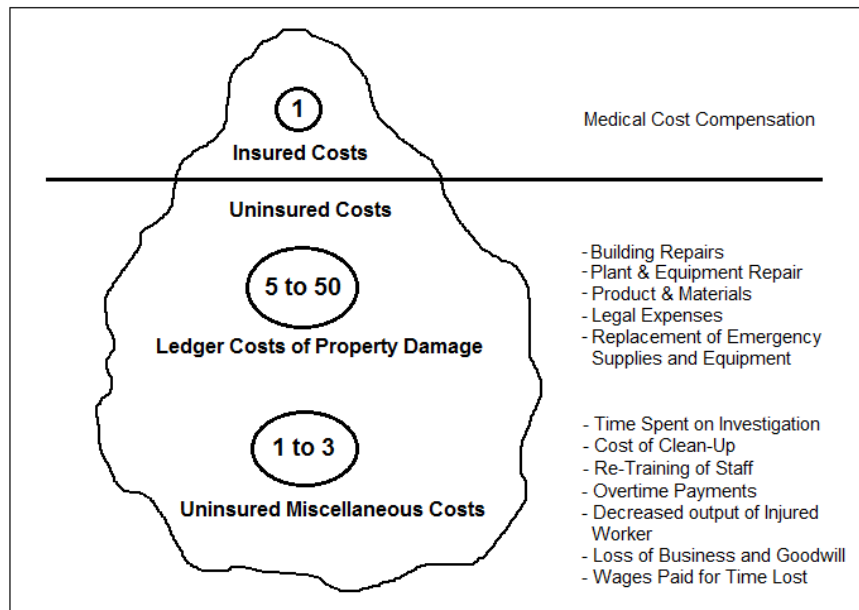 1
Medical Cost Compensation
Insured Costs
Uninsured Costs
5 to 50
Ledger Costs of Property Damage
- Building Repairs
- Plant & Equipment Repair
- Product & Materials
- Legal Expenses
- Replacement of Emergency
Supplies and Equipment
1 to 3
Uninsured Miscellaneous Costs
- Time Spent on Investigation
- Cost of Clean-Up
- Re-Training of Staff
- Overtime Payments
- Decreased output of Injured
Worker
- Loss of Business and Goodwill
- Wages Paid for Time Lost